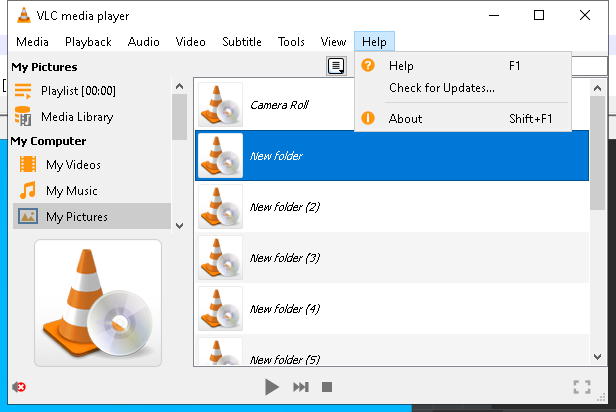 VLC media player
Media Playback Audio Video Subtitle Tools View Help
My Pictures
Playlist [00:00]
Media Library
My Computer
My Videos
My Music
My Pictures
Help F1
Check for Updates...
About Shift+F1
Camera Roll
New folder
New folder (2)
New folder (3)
New folder (4)
New folder (5)